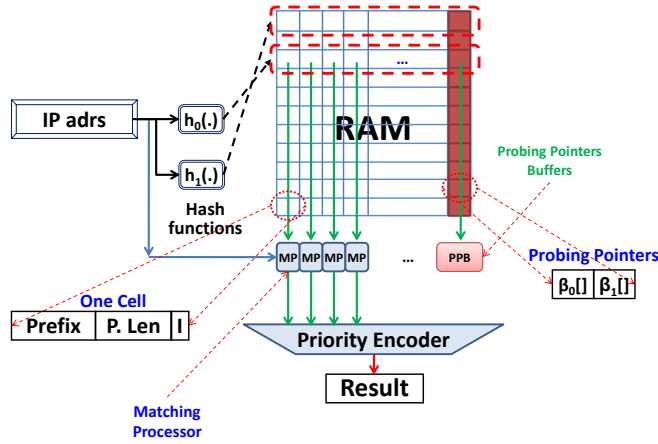 ...
IP adrs
h0(.)
RAM
h1(.)
Hash
functions
Probing Pointers
Buffers
MP MP MP MP ... PPB
Probing Pointers
β0[] β1[]
One Cell
Prefix P. Len I
Priority Encoder
Result
Matching
Processor